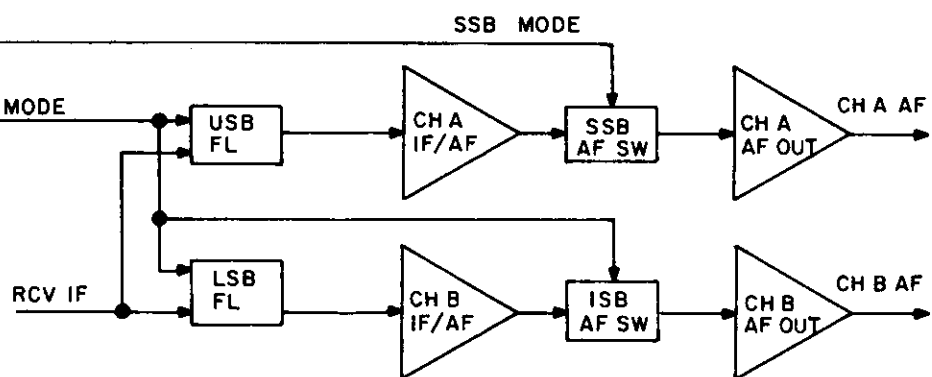 SSB MODE
MODE
USB
FL
CH A
IF/AF
SSB
AF SW
CH A
AF OUT
CH A AF
RCV IF
LSB
FL
CH B
IF/AF
ISB
AF SW
CH B
AF OUT
CH B AF